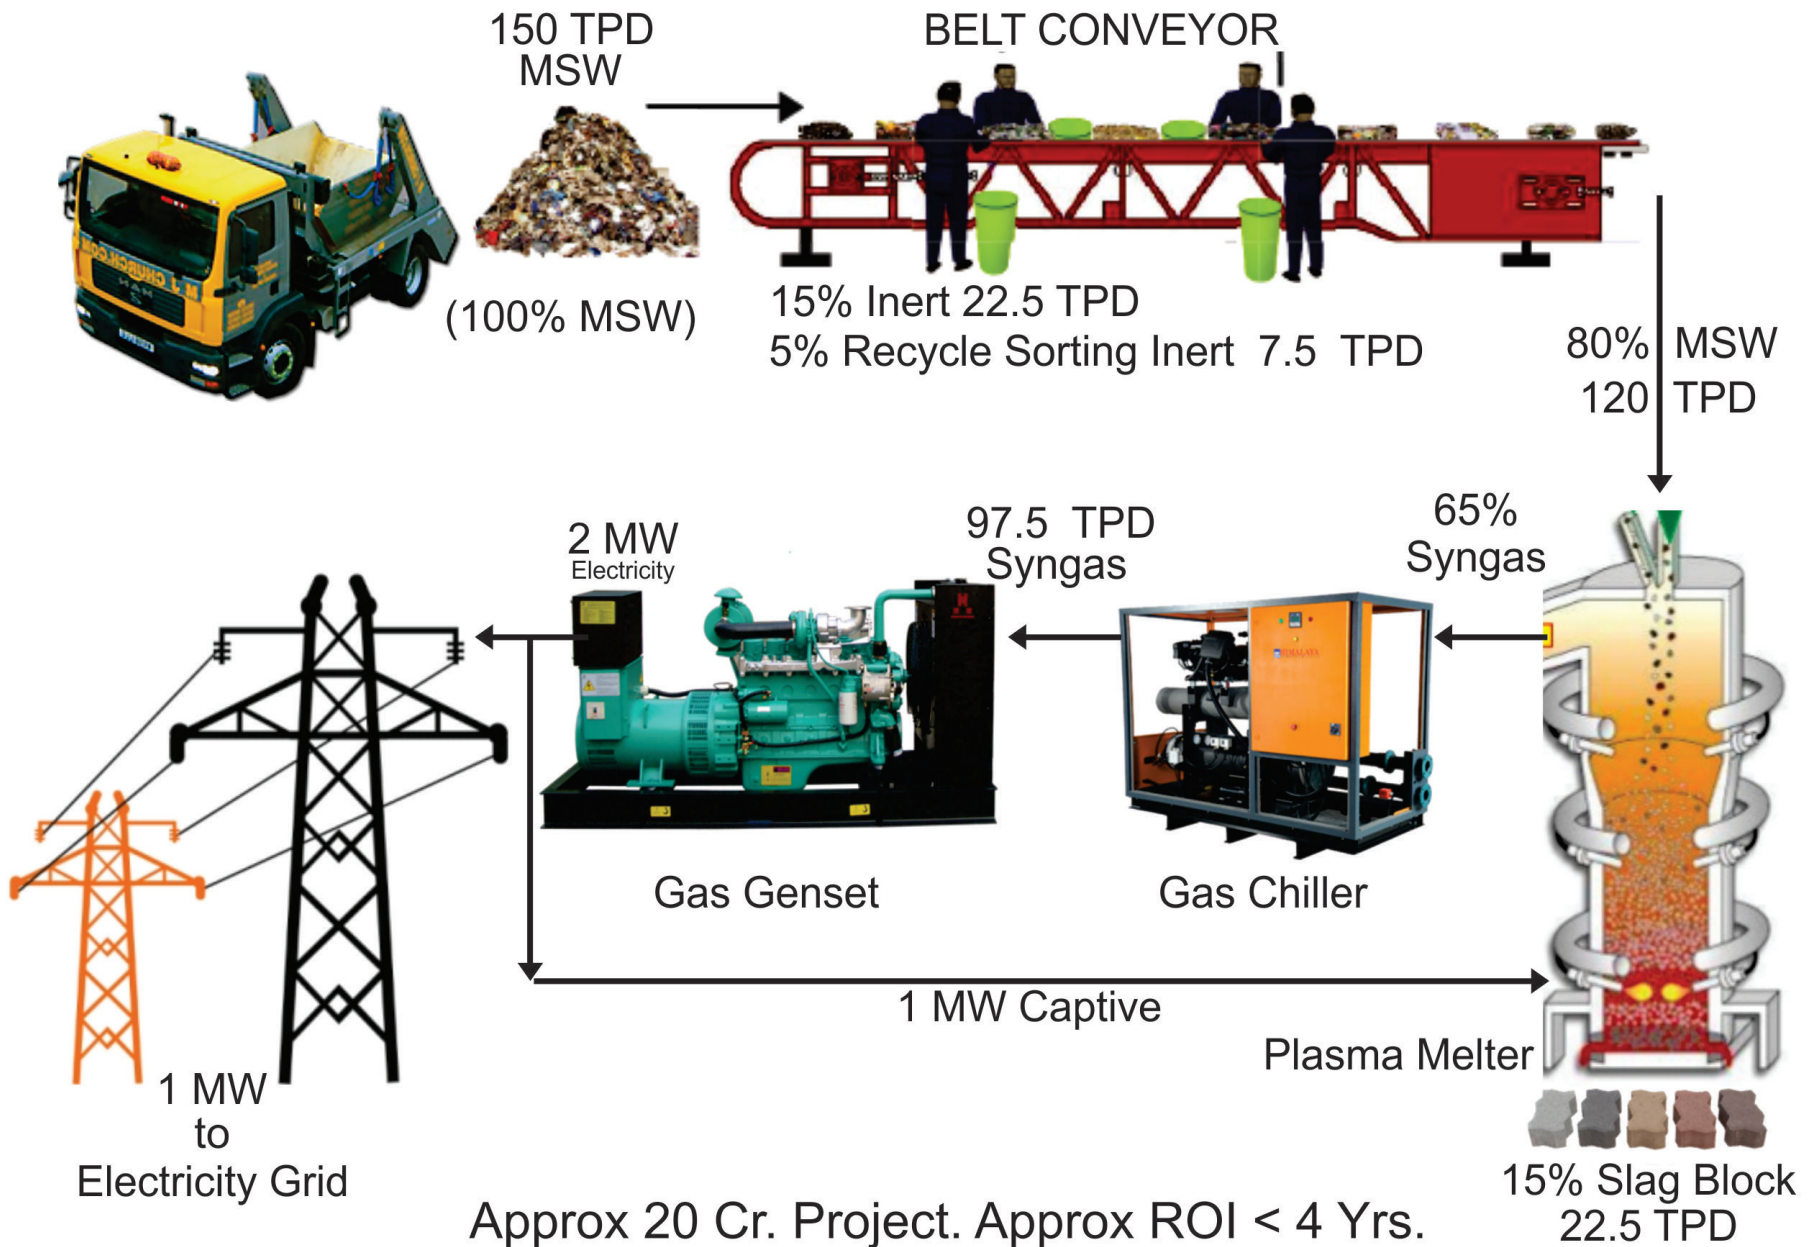 150 TPD
MSW
BELT CONVEYOR
M J CHURCH.COM
MAN
(100% MSW)
15% Inert 22.5 TPD
5% Recycle Sorting Inert 7.5 TPD
80% MSW
120 TPD
2 MW
Electricity
97.5 TPD
Syngas
65%
Syngas
Gas Genset
Gas Chiller
1 MW Captive
Plasma Melter
1 MW
to
Electricity Grid
15% Slag Block
22.5 TPD
Approx 20 Cr. Project. Approx ROI < 4 Yrs.